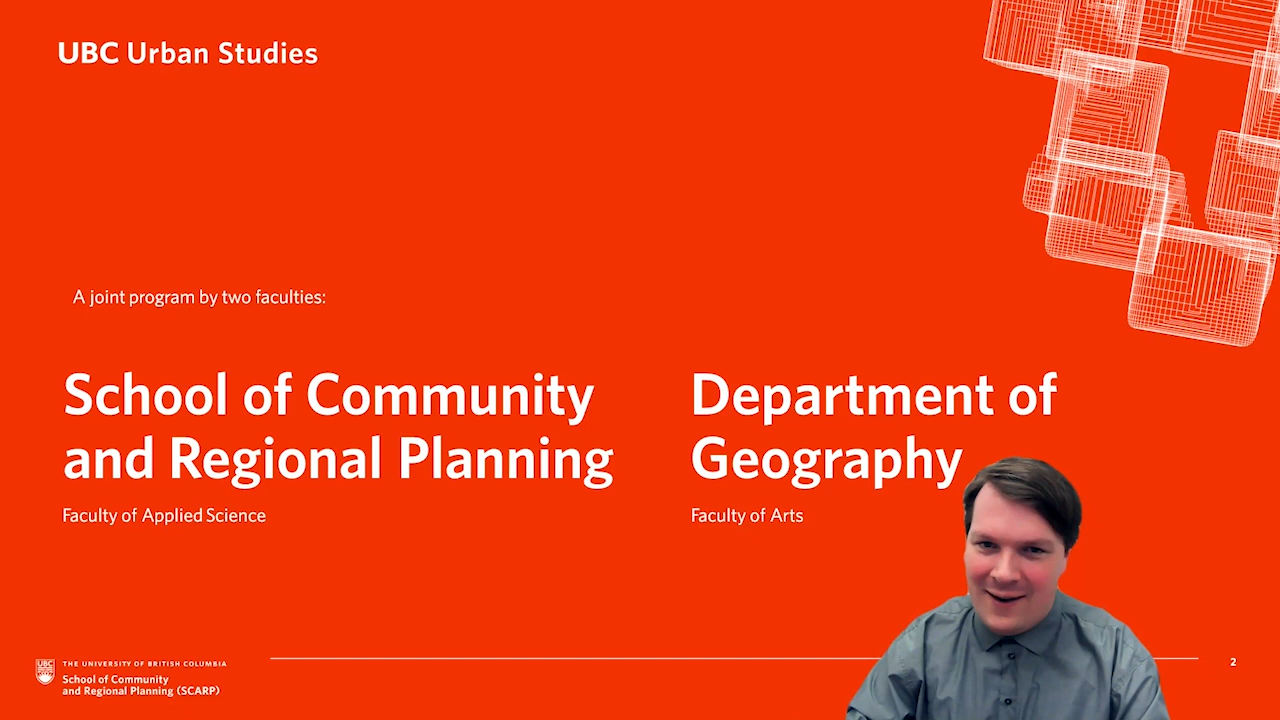 UBC Urban Studies
A joint program by two faculties:
School of Community
and Regional Planning
Faculty of Applied Science
Department of
Geography
Faculty of Arts
UBC
THE UNIVERSITY OF BRITISH COLUMBIA
School of Community
and Regional Planning (SCARP)
2